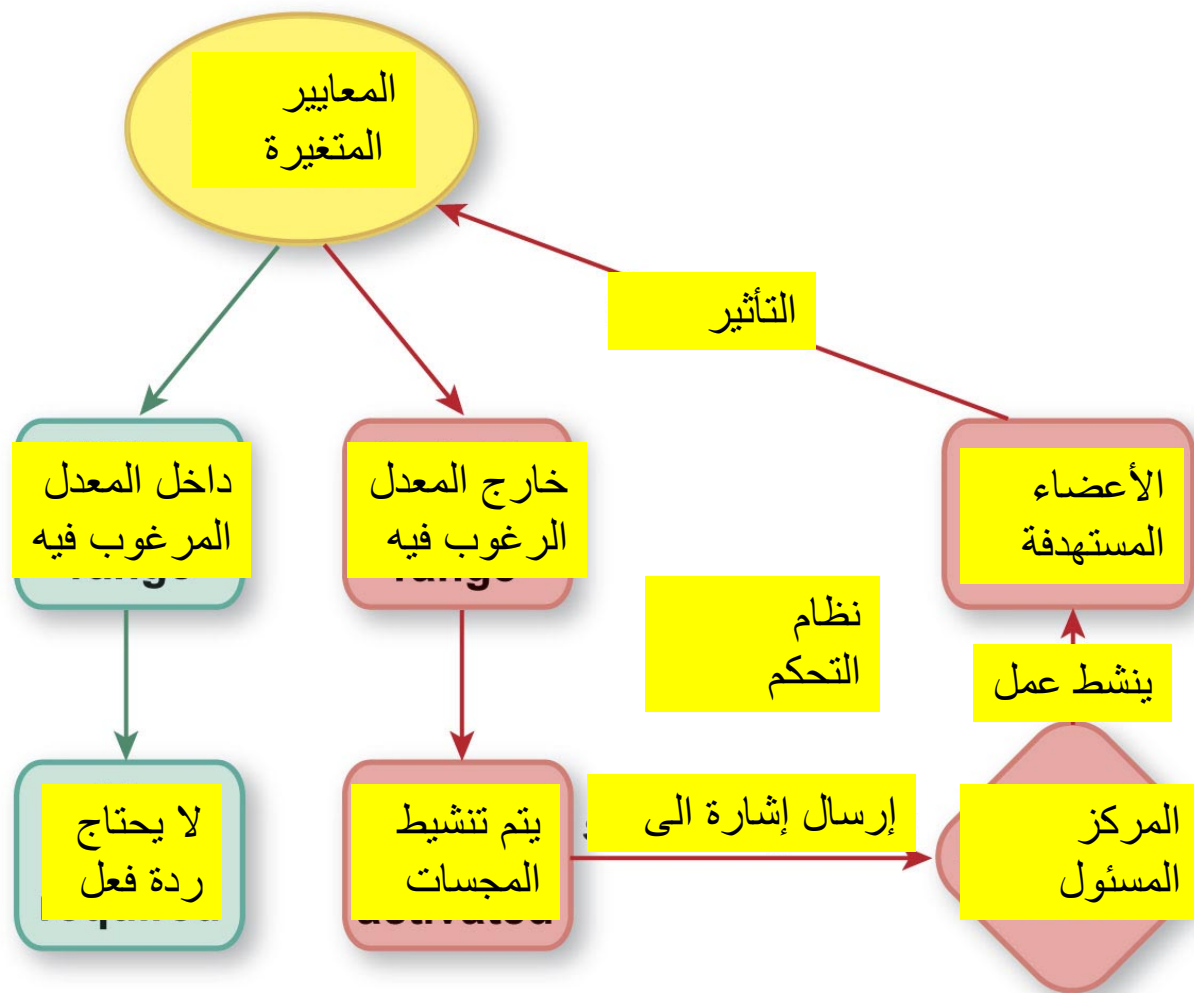 المعايير
المتغيرة
التأثير
داخل المعدل
المرغوب فيه
خارج المعدل
الرغوب فيه
الأعضاء
المستهدفة
نظام
التحكم
ينشط عمل
لا يحتاج
ردة فعل
يتم تنشيط
المجسات
إرسال إشارة الى
المركز
المسئول